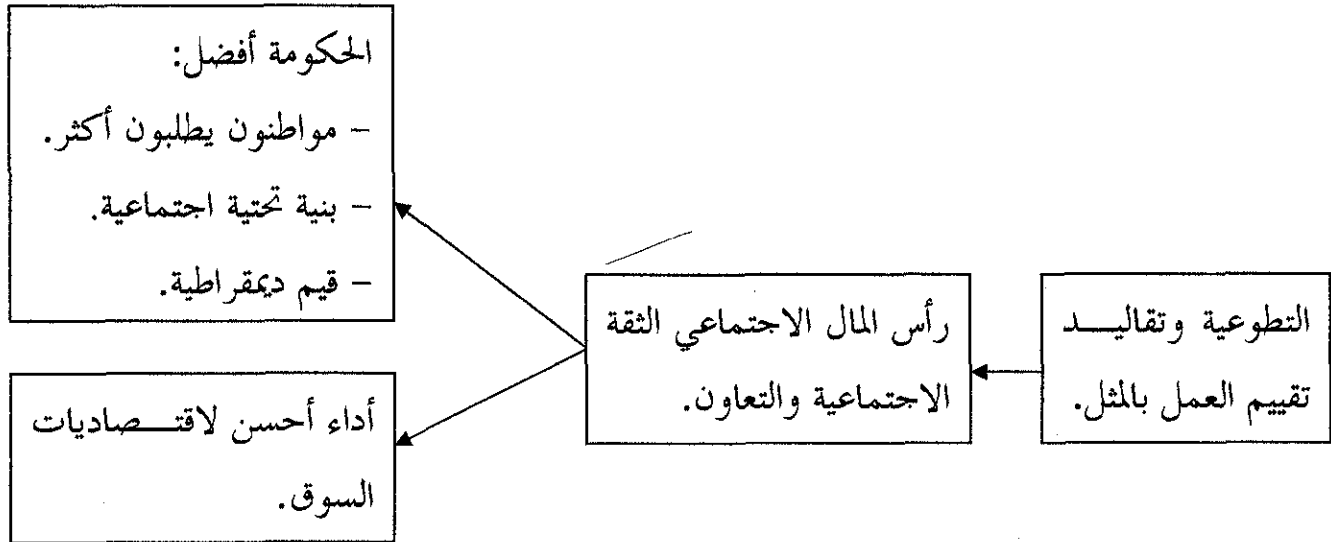 التطوعية وتقاليد
تقييم العمل بالمثل.
رأس المال الاجتماعي الثقة
الاجتماعية والتعاون.
الحكومة أفضل:
– مواطنون يطلبون أكثر.
– بنية تحتية اجتماعية.
– قيم ديمقراطية.
أداء أحسن لاقتصاديات
السوق.